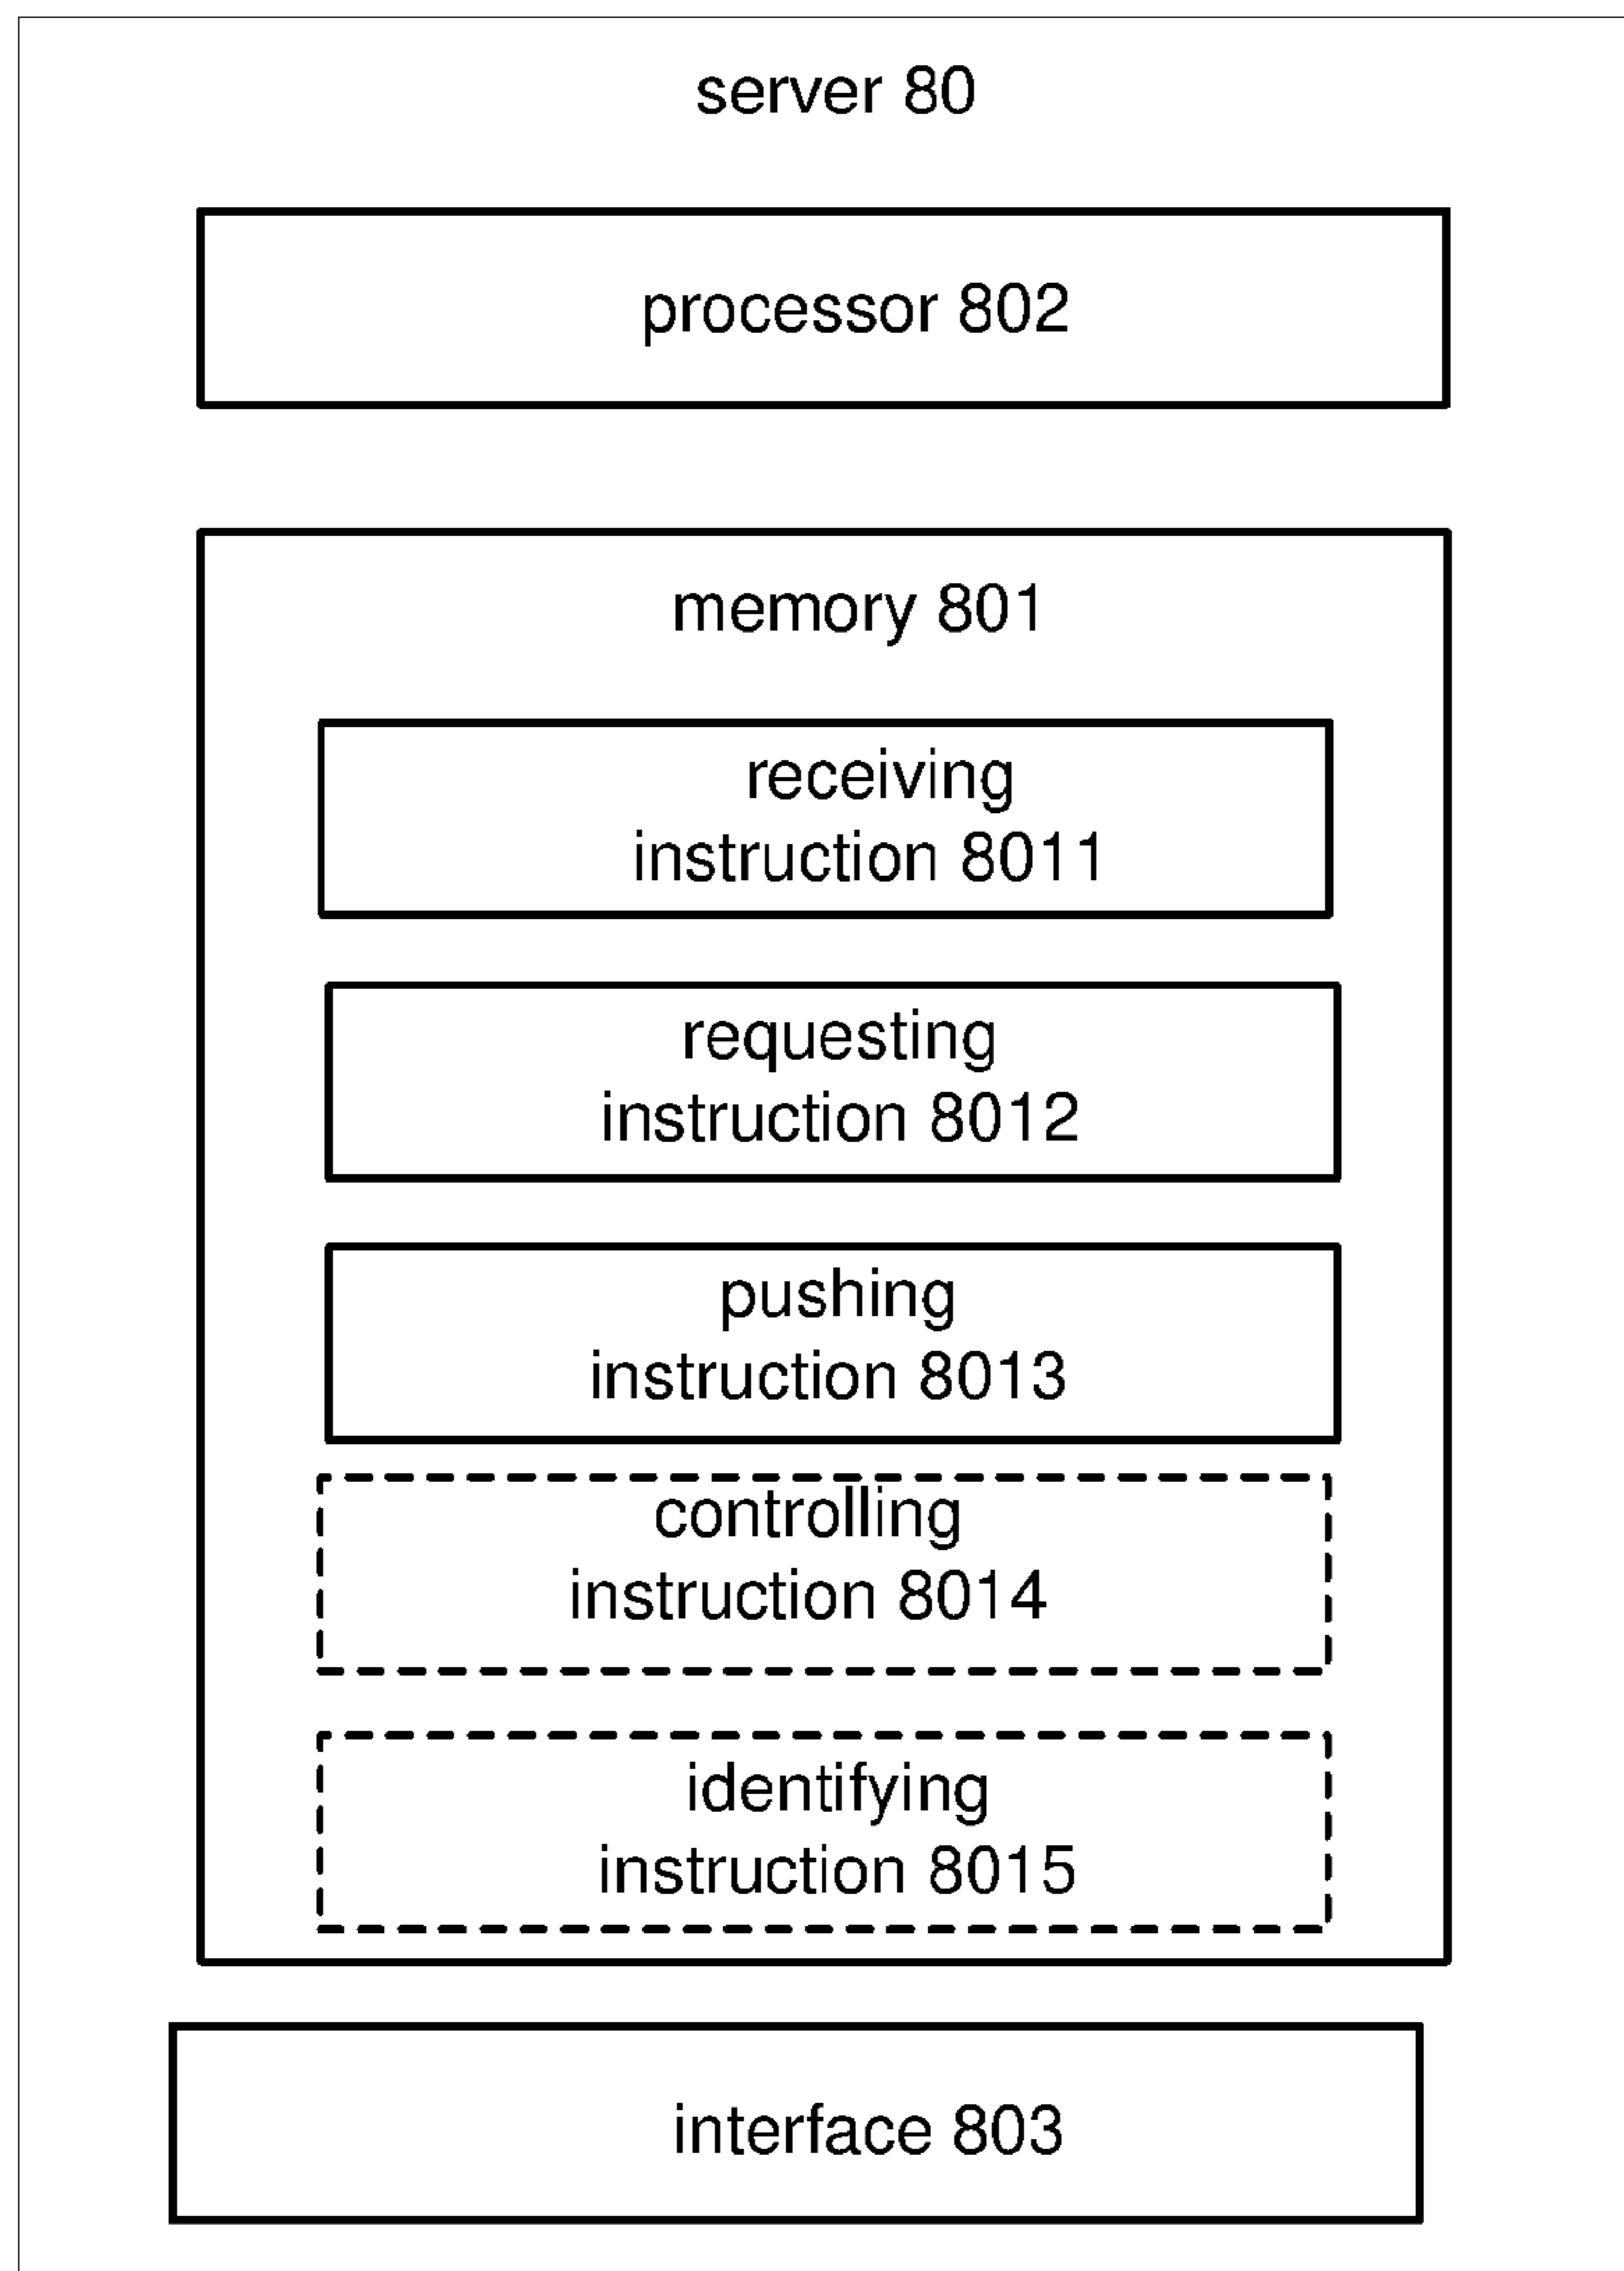 server 80
processor 802
memory 801
receiving
instruction 8011
requesting
instruction 8012
pushing
instruction 8013
controlling
instruction 8014
identifying
instruction 8015
interface 803